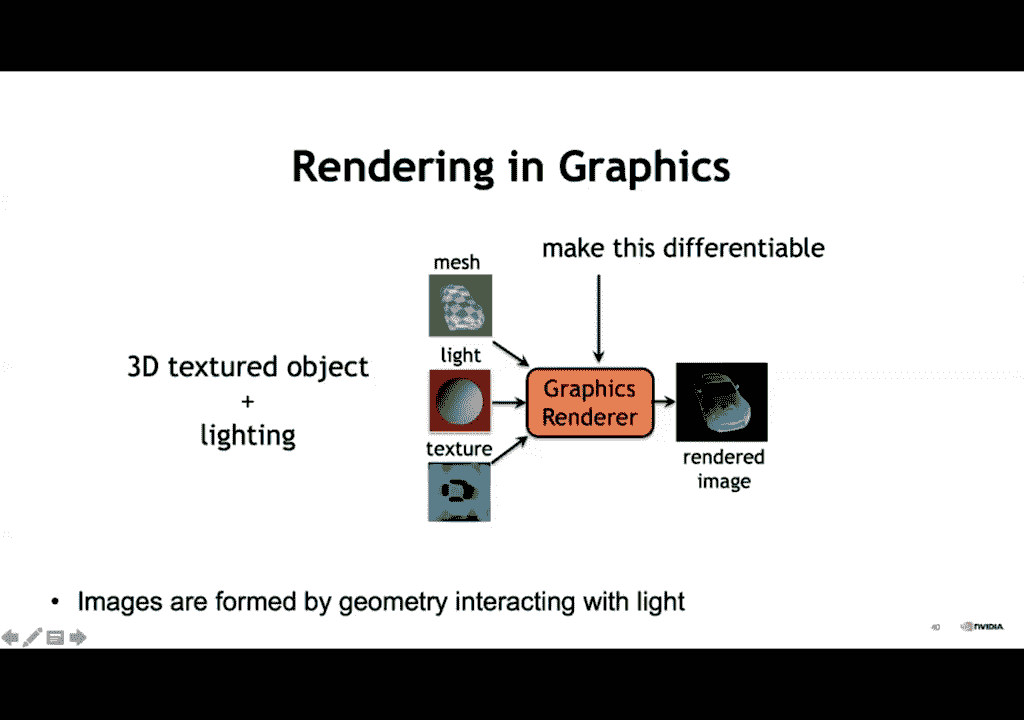 Rendering in Graphics
make this differentiable
mesh
light
texture
3D textured object
+
lighting
Graphics
Renderer
rendered
image
• Images are formed by geometry interacting with light
40
NVIDIA